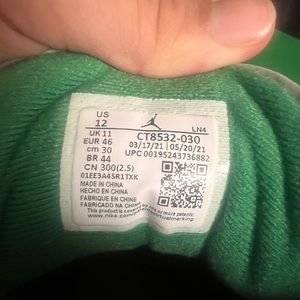 US
12
LN4
UK 11
CT8532-030
EUR 46
03/17/21 05/20/21
cm 30
UPC 00195243736882
BR 44
CN 300(2.5)
01EE3A45R1TXK
MADE IN CHINA
HECHO EN CHINA
FABRIQUE EN CHINE
FABRICADO NA CHINA